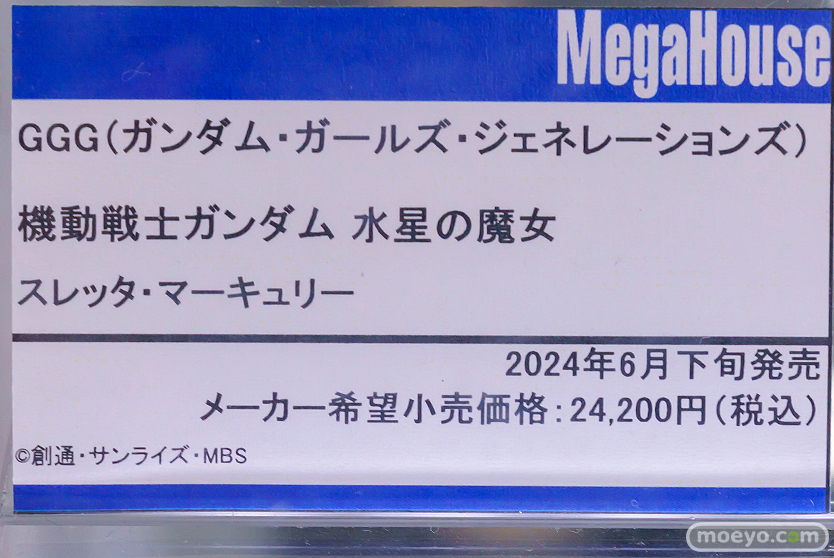 MegaHouse
GGG(ガンダム・ガールズ・ジェネレーションズ)
機動戦士ガンダム 水星の魔女
スレッタ・マーキュリー
2024年6月下旬発売
メーカー希望小売価格:24,200円(税込)
©創通・サンライズ・MBS
moeyo.com